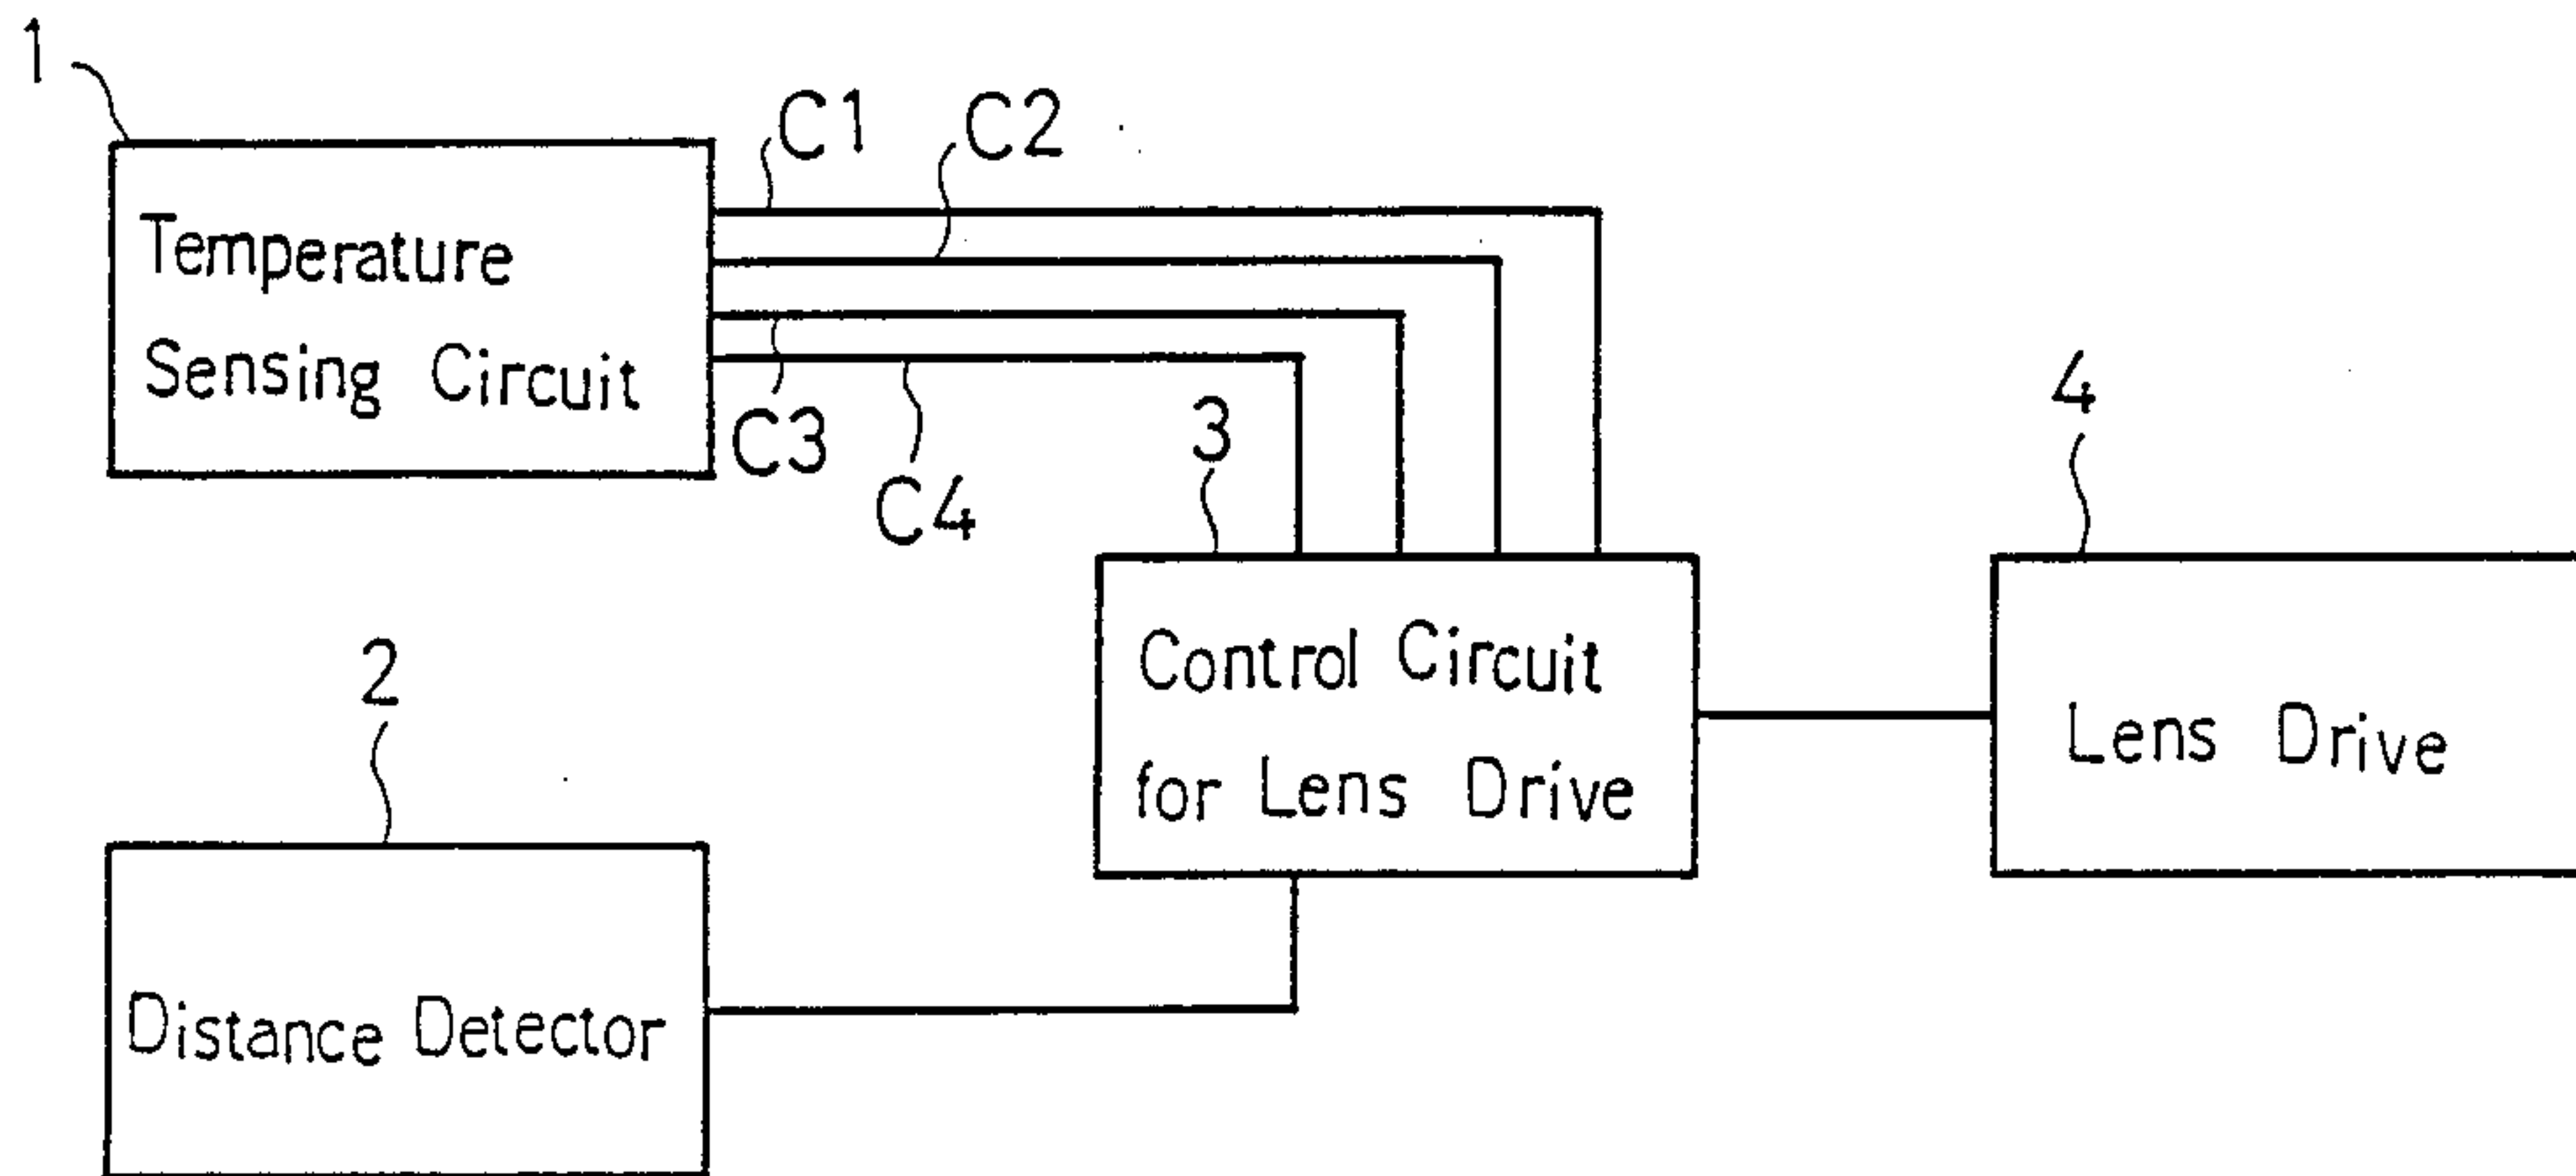 1
C1
C2
Temperature
Sensing Circuit
C3
C4
3
4
2
Control Circuit
for Lens Drive
Lens Drive
Distance Detector